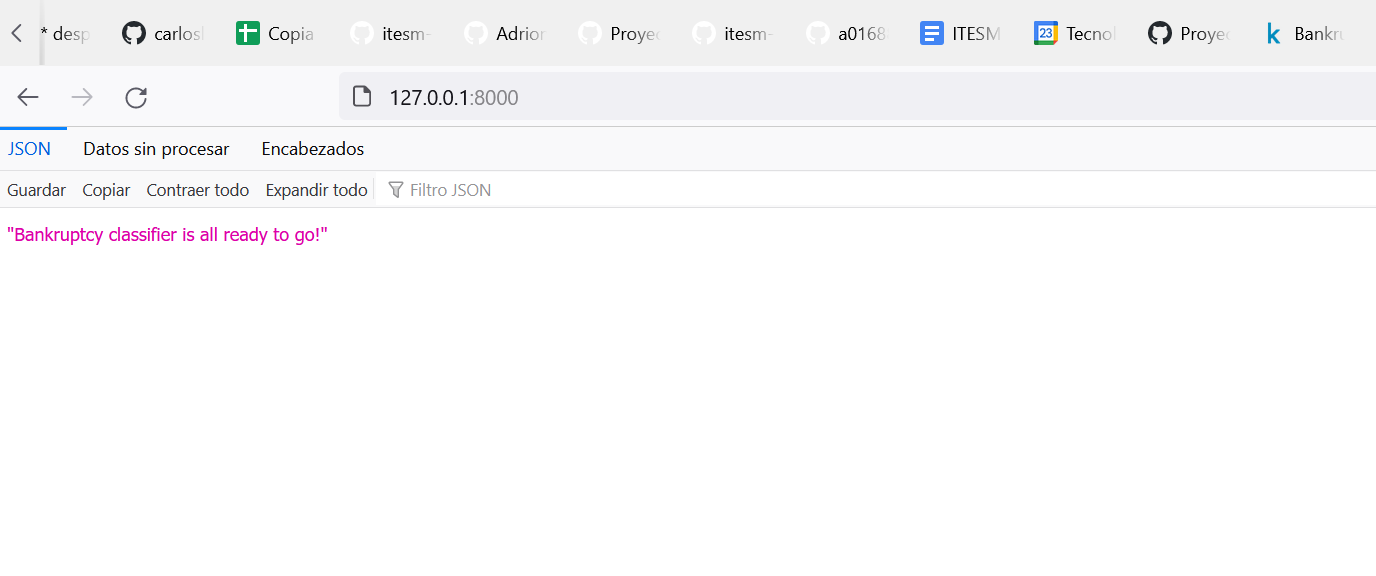 * desp carlos Copia itesm- Adrior Proyec itesm- a0168 ITESM 23 Tecnol Proyec k Bankru
127.0.0.1:8000
JSON Datos sin procesar Encabezados
Guardar Copiar Contraer todo Expandir todo Filtro JSON
"Bankruptcy classifier is all ready to go!"